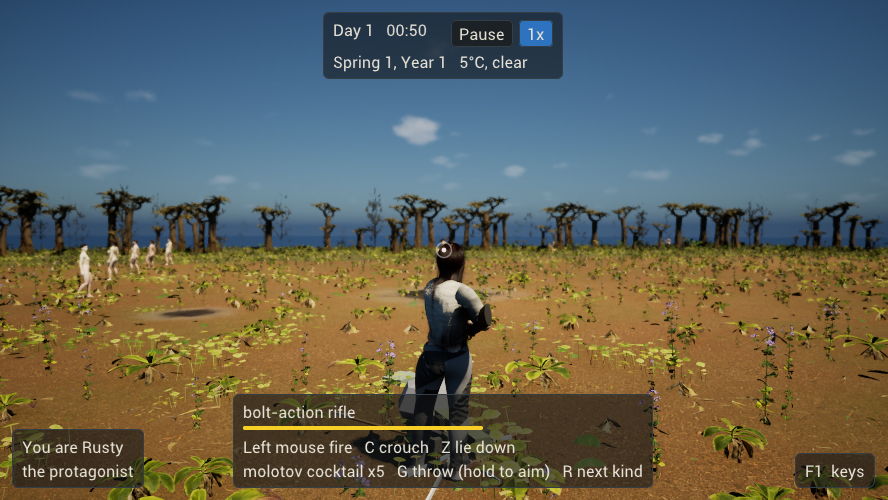 Day 1 00:50 Pause 1x
Spring 1, Year 1 5°C, clear
bolt-action rifle
Left mouse fire C crouch Z lie down
molotov cocktail x5 G throw (hold to aim) R next kind
You are Rusty
the protagonist
F1 keys